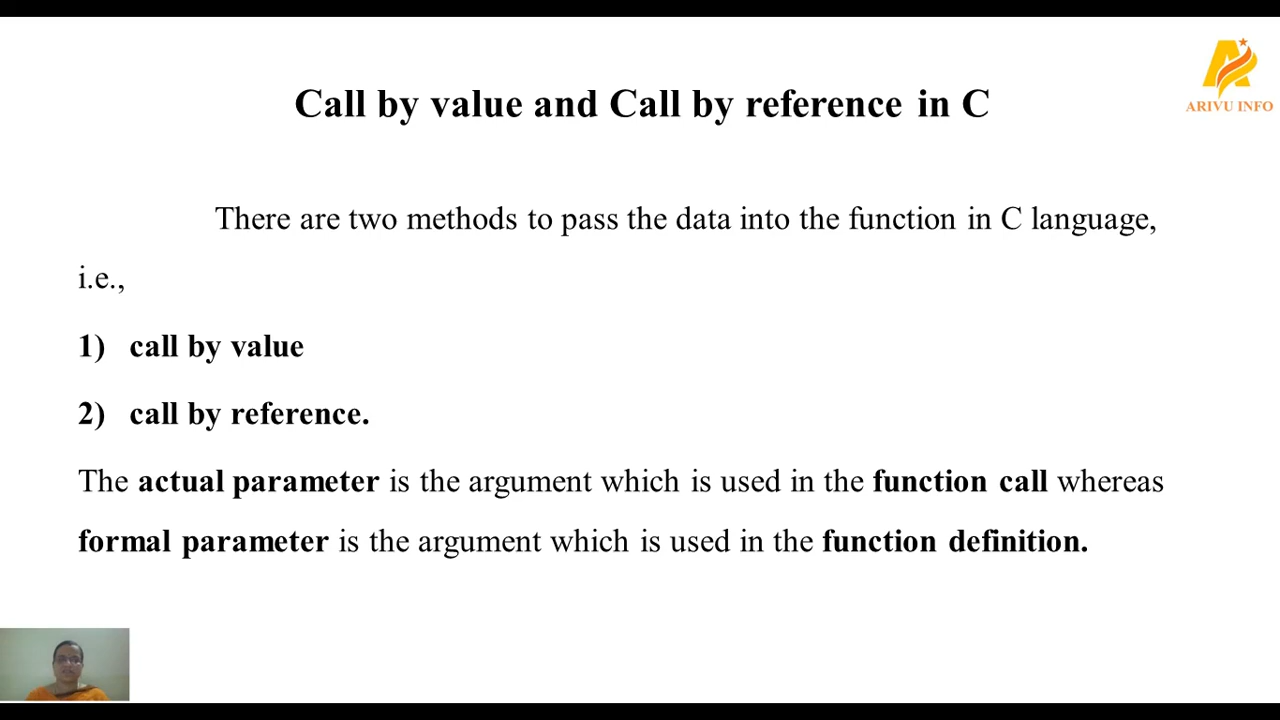 Call by value and Call by reference in C
ARIVU INFO
There are two methods to pass the data into the function in C language,
i.e.,
1) call by value
2) call by reference.
The actual parameter is the argument which is used in the function call whereas
formal parameter is the argument which is used in the function definition.